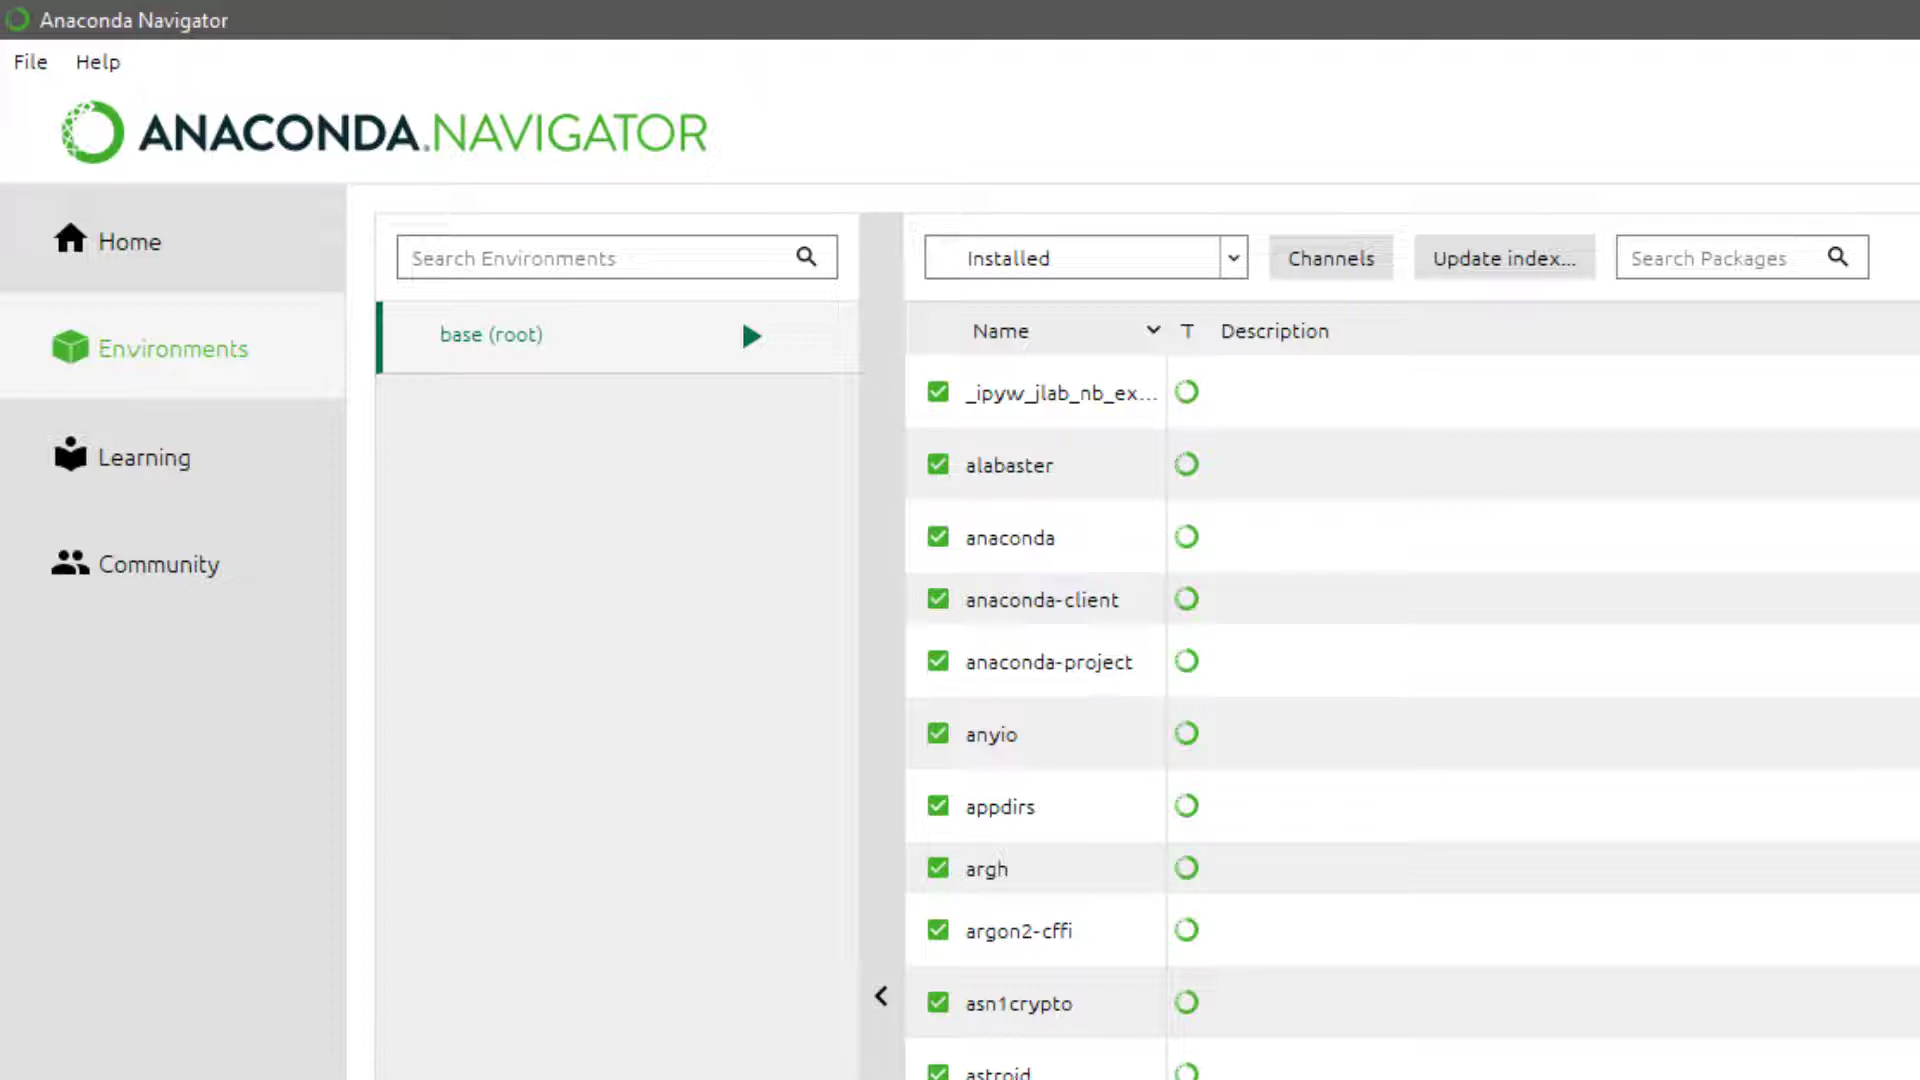 Anaconda Navigator
File Help
ANACONDA.NAVIGATOR
Home
Environments
Learning
Community
Search Environments
base (root)
Installed Channels Update index... Search Packages
Name T Description
_ipyw_jlab_nb_ex...
alabaster
anaconda
anaconda-client
anaconda-project
anyio
appdirs
argh
argon2-cffi
asn1crypto
astroid